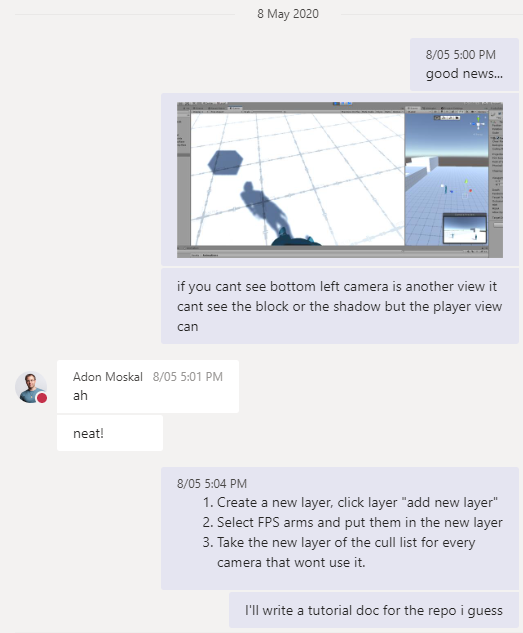 8 May 2020
8/05 5:00 PM
good news...
if you cant see bottom left camera is another view it
cant see the block or the shadow but the player view
can
Adon Moskal 8/05 5:01 PM
ah
neat!
8/05 5:04 PM
1. Create a new layer, click layer "add new layer"
2. Select FPS arms and put them in the new layer
3. Take the new layer of the cull list for every
camera that wont use it.
I'll write a tutorial doc for the repo i guess